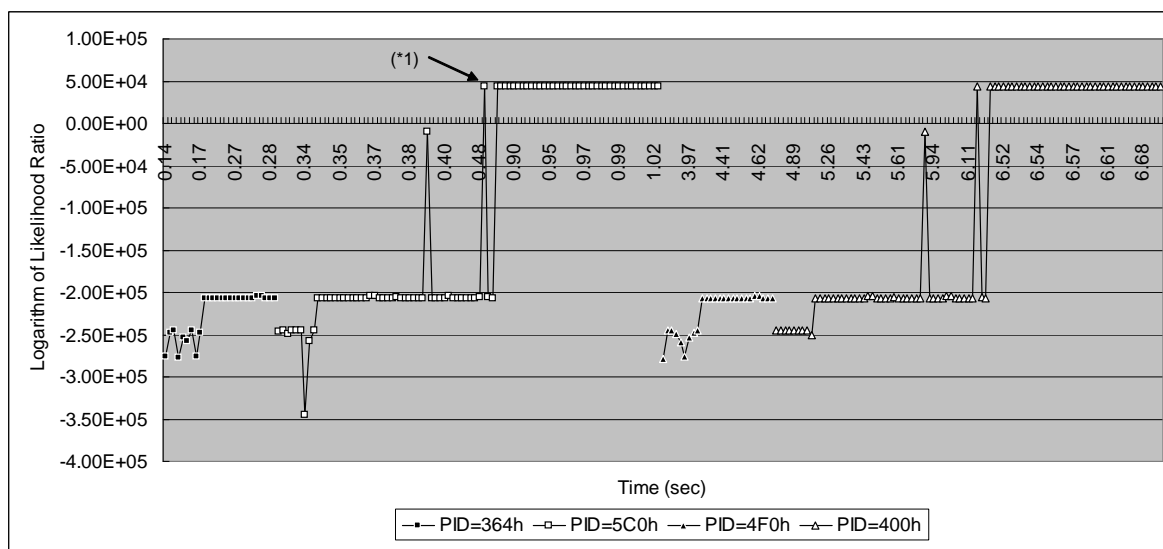 1.00E+05
5.00E+04
0.00E+00
-5.00E+04
-1.00E+05
-1.50E+05
-2.00E+05
-2.50E+05
-3.00E+05
-3.50E+05
-4.00E+05
Logarithm of Likelihood Ratio
(*1)
0.14 0.17 0.27 0.28 0.34 0.35 0.37 0.38 0.40 0.48 0.90 0.95 0.97 0.99 1.02 3.97 4.41 4.62 4.89 5.26 5.43 5.61 5.94 6.11 6.52 6.54 6.57 6.61 6.68
Time (sec)
PID=364h PID=5C0h PID=4F0h PID=400h